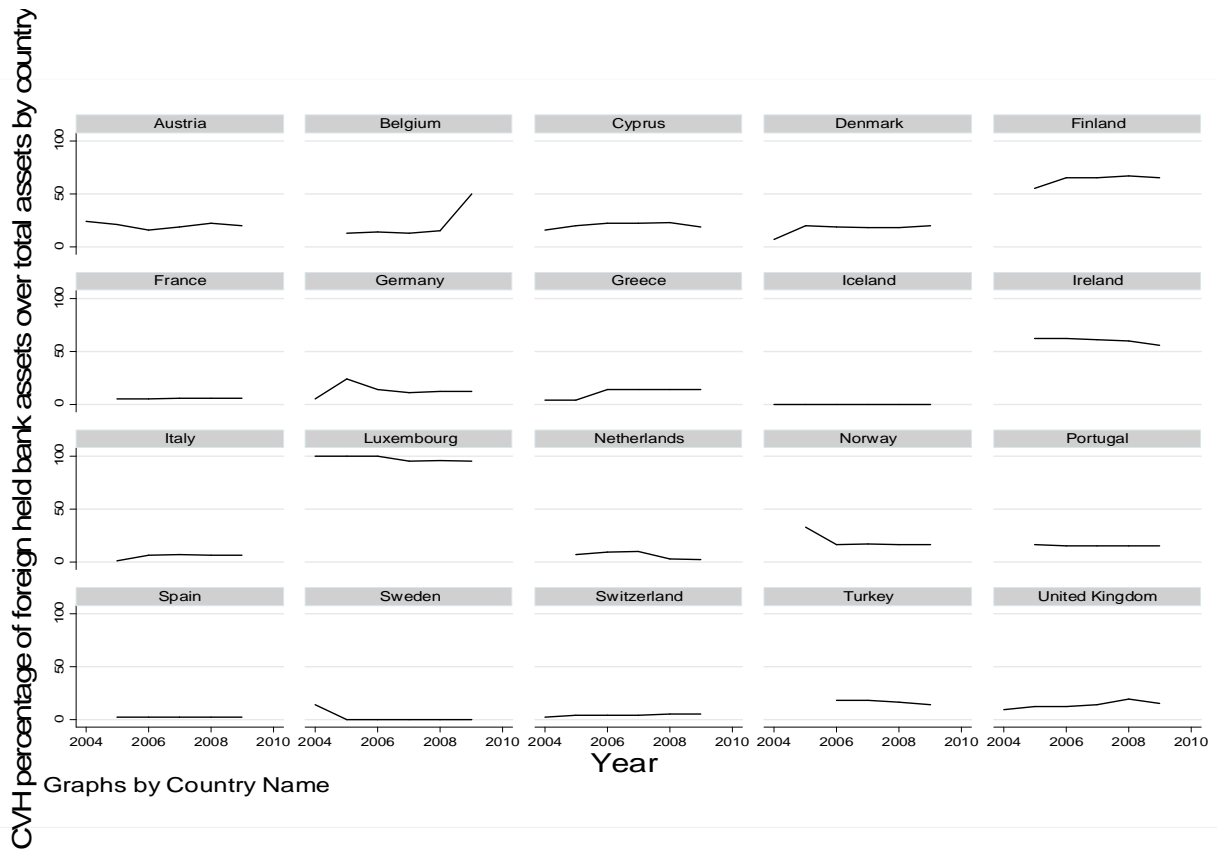 CVH percentage of foreign held bank assets over total assets by country
Austria Belgium Cyprus Denmark Finland
100
50
0
France Germany Greece Iceland Ireland
100
50
0
Italy Luxembourg Netherlands Norway Portugal
100
50
0
Spain Sweden Switzerland Turkey United Kingdom
100
50
0
2004 2006 2008 2010 2004 2006 2008 2010 2004 2006 2008 2010 2004 2006 2008 2010 2004 2006 2008 2010
Year
Graphs by Country Name